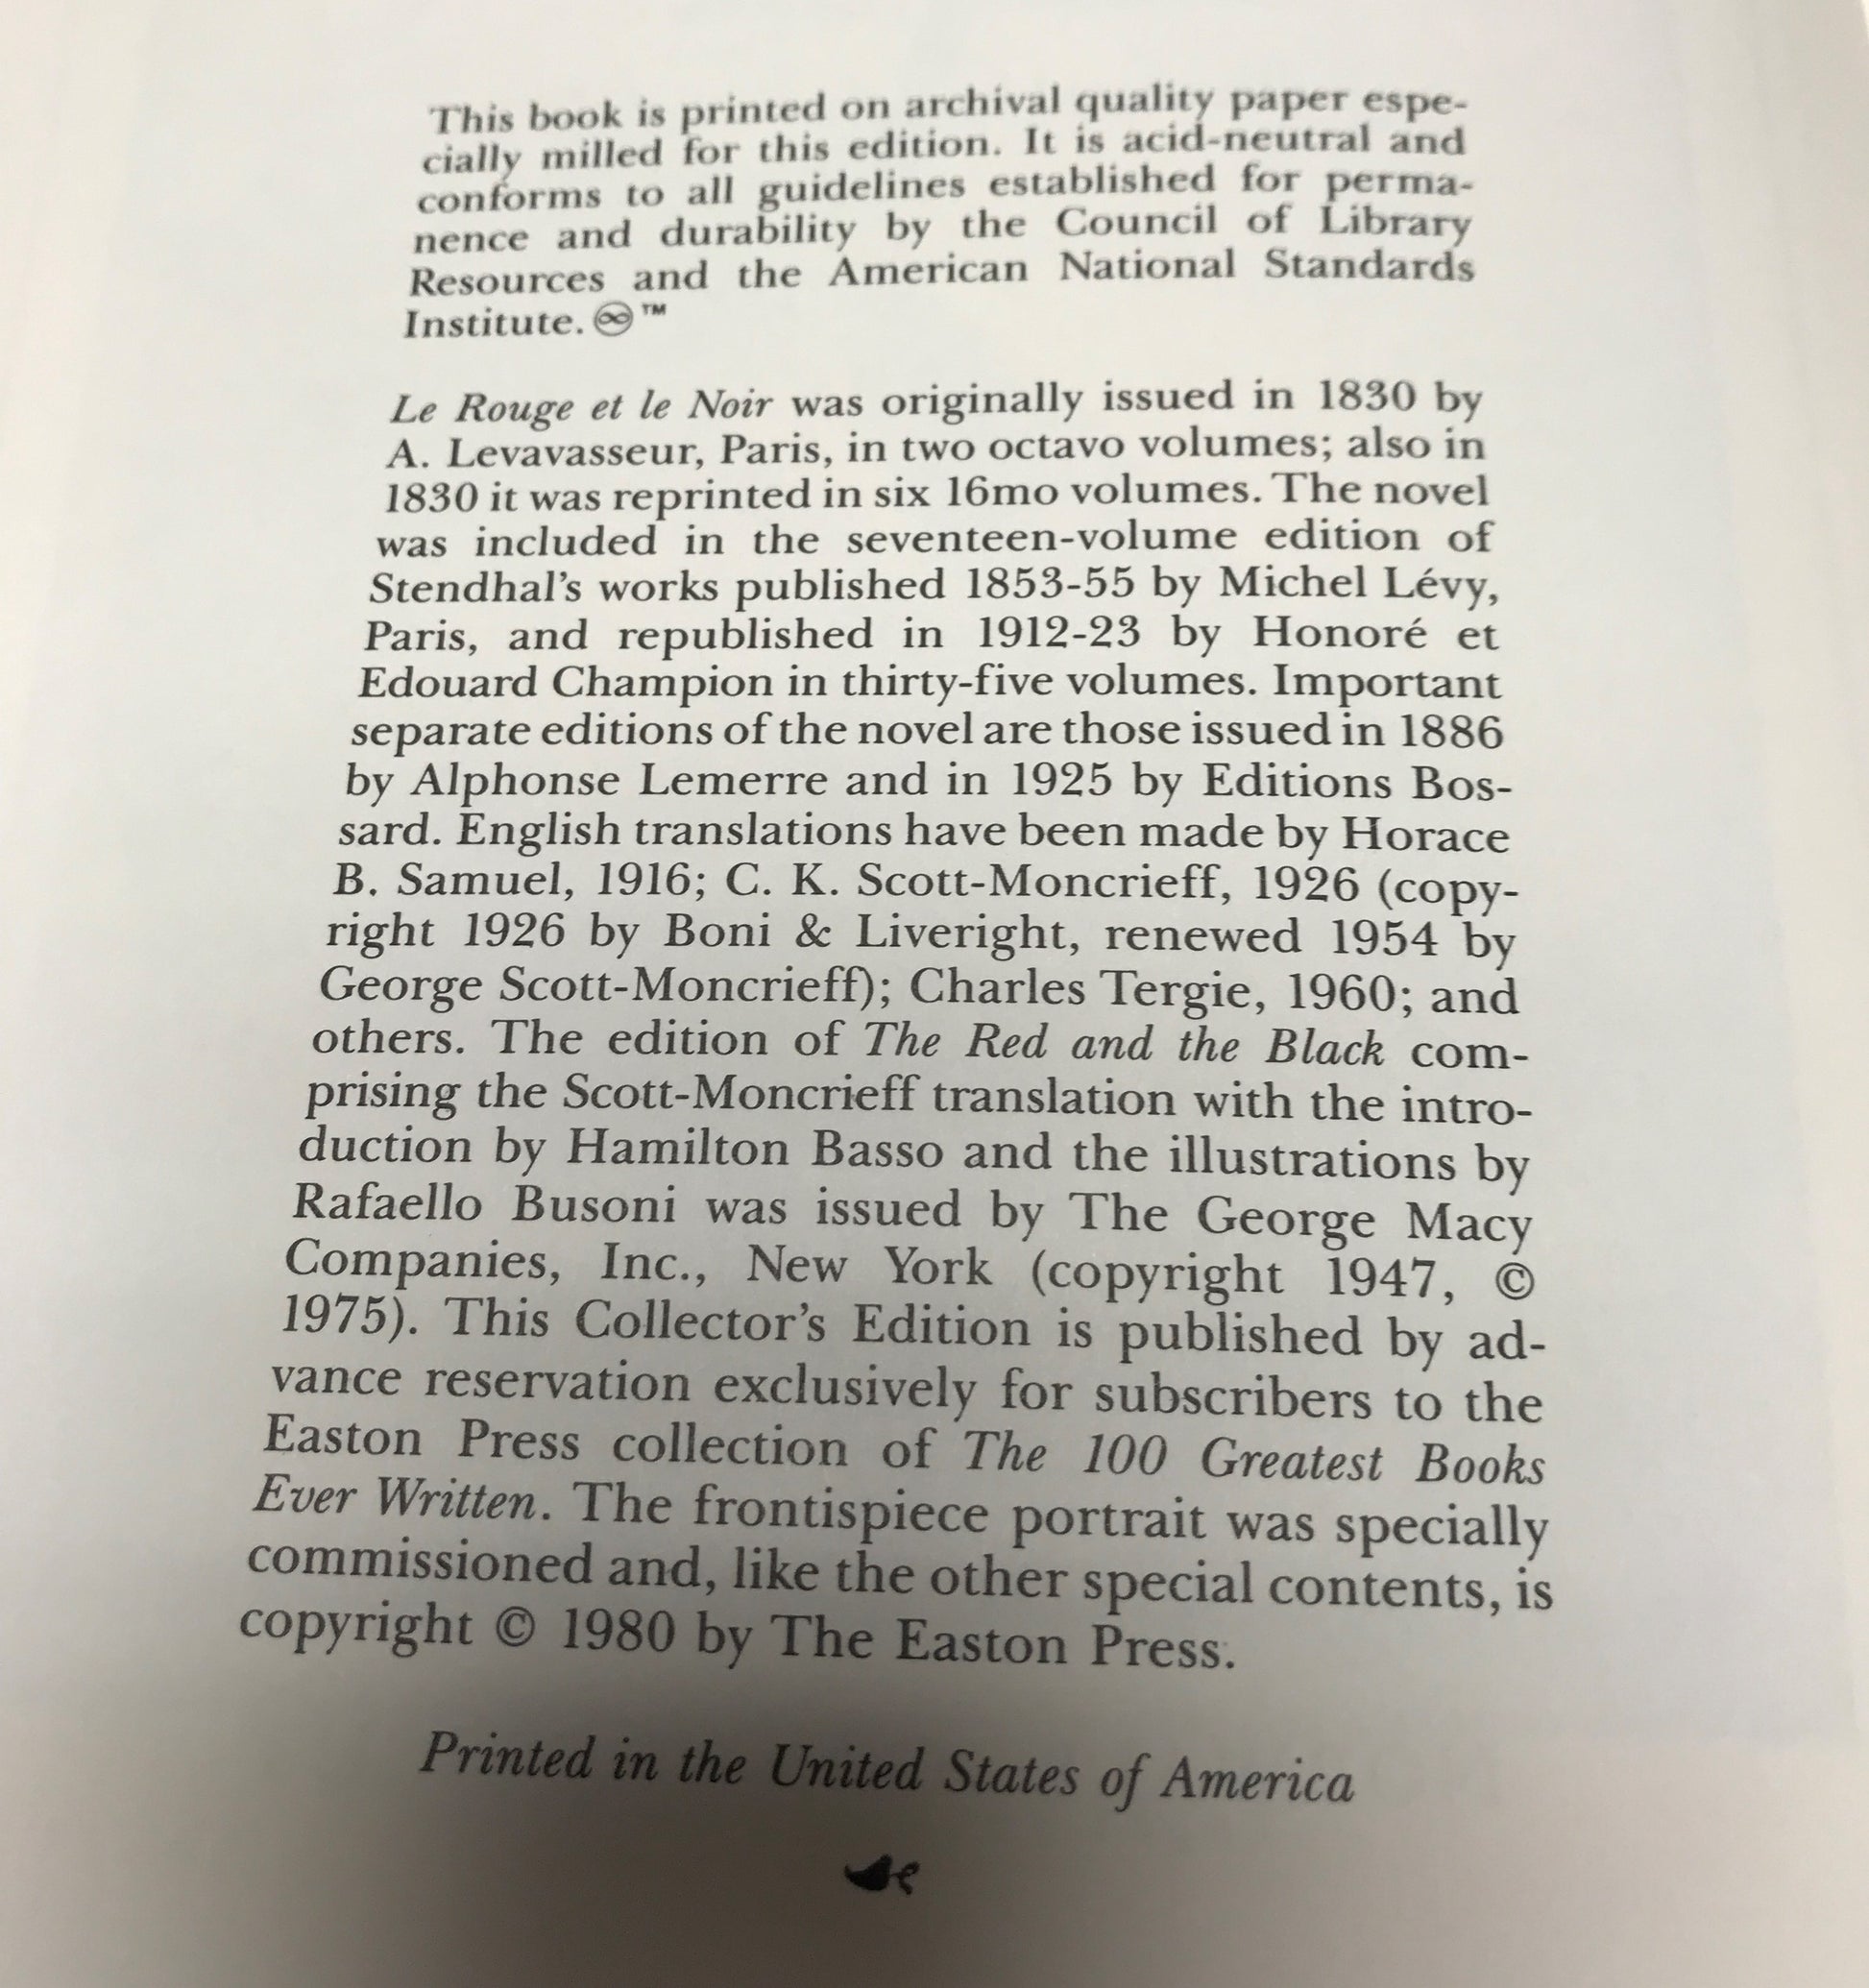 This book is printed on archival quality paper espe-
cially milled for this edition. It is acid-neutral and
conforms to all guidelines established for perma-
nence and durability by the Council of Library
Resources and the American National Standards
Institute. ♾™
Le Rouge et le Noir was originally issued in 1830 by
A. Levavasseur, Paris, in two octavo volumes; also in
1830 it was reprinted in six 16mo volumes. The novel
was included in the seventeen-volume edition of
Stendhal’s works published 1853-55 by Michel Lévy,
Paris, and republished in 1912-23 by Honoré et
Edouard Champion in thirty-five volumes. Important
separate editions of the novel are those issued in 1886
by Alphonse Lemerre and in 1925 by Editions Bos-
sard. English translations have been made by Horace
B. Samuel, 1916; C. K. Scott-Moncrieff, 1926 (copy-
right 1926 by Boni & Liveright, renewed 1954 by
George Scott-Moncrieff); Charles Tergie, 1960; and
others. The edition of The Red and the Black com-
prising the Scott-Moncrieff translation with the intro-
duction by Hamilton Basso and the illustrations by
Rafaello Busoni was issued by The George Macy
Companies, Inc., New York (copyright 1947, ©
1975). This Collector’s Edition is published by ad-
vance reservation exclusively for subscribers to the
Easton Press collection of The 100 Greatest Books
Ever Written. The frontispiece portrait was specially
commissioned and, like the other special contents, is
copyright © 1980 by The Easton Press.
Printed in the United States of America